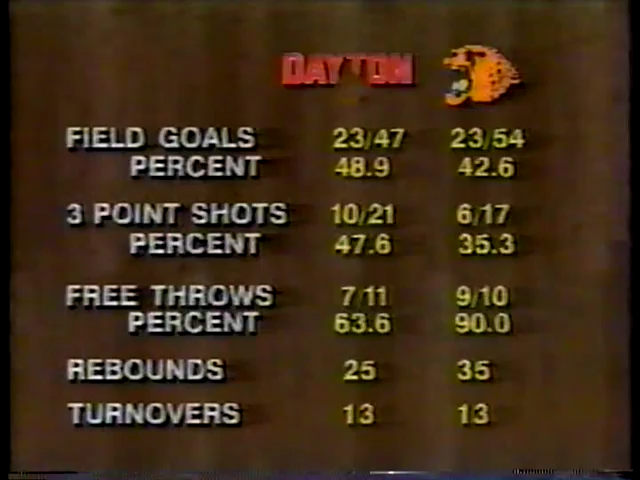 DAYTON
FIELD GOALS 23/47 23/54
PERCENT 48.9 42.6
3 POINT SHOTS 10/21 6/17
PERCENT 47.6 35.3
FREE THROWS 7/11 9/10
PERCENT 63.6 90.0
REBOUNDS 25 35
TURNOVERS 13 13